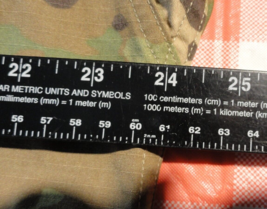 22 23 24 25
AR METRIC UNITS AND SYMBOLS
millimeters (mm) = 1 meter (m)
100 centimeters (cm) = 1 meter (m
1000 meters (m) = 1 kilometer (km
56 57 58 59 60 61 62 63 64